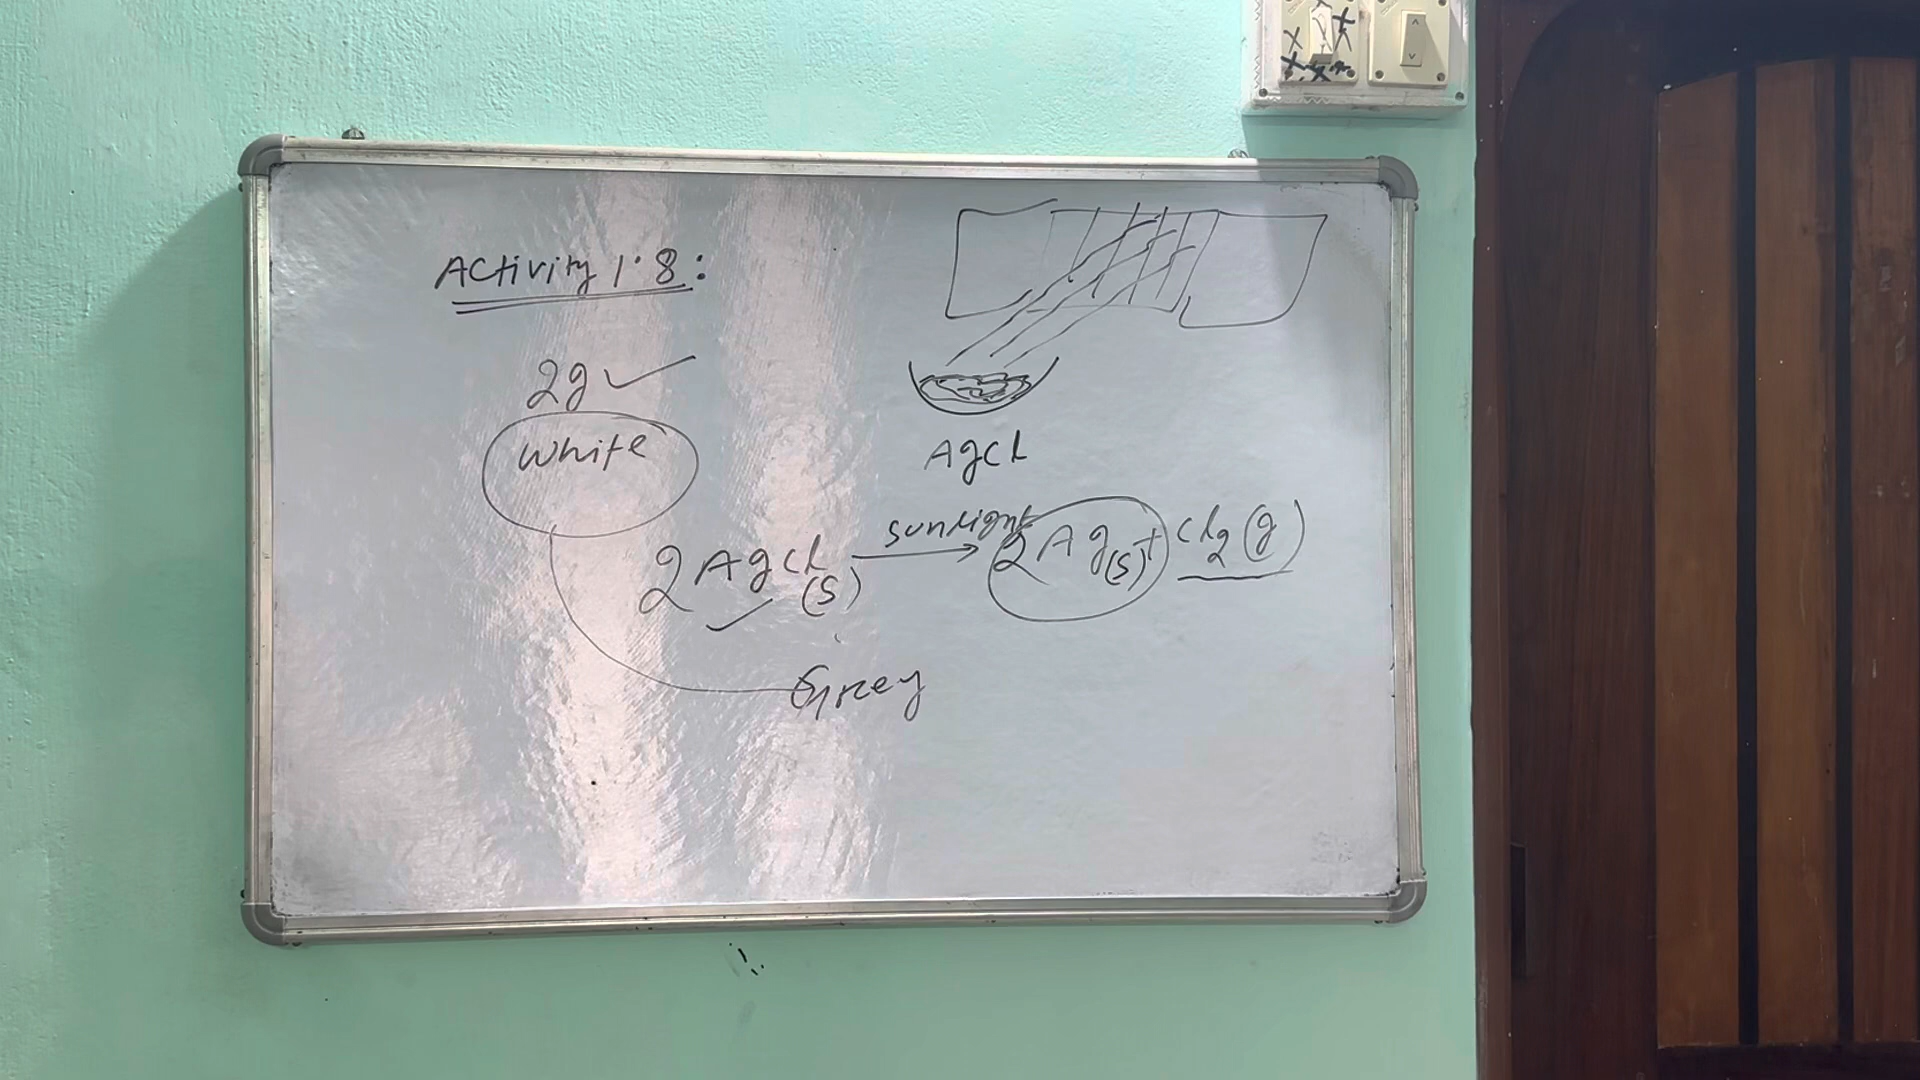 Activity 1.8:
2g ✓
White
AgCl
sunlight
2AgCl(s) → 2Ag(s) + Cl2(g)
Grey